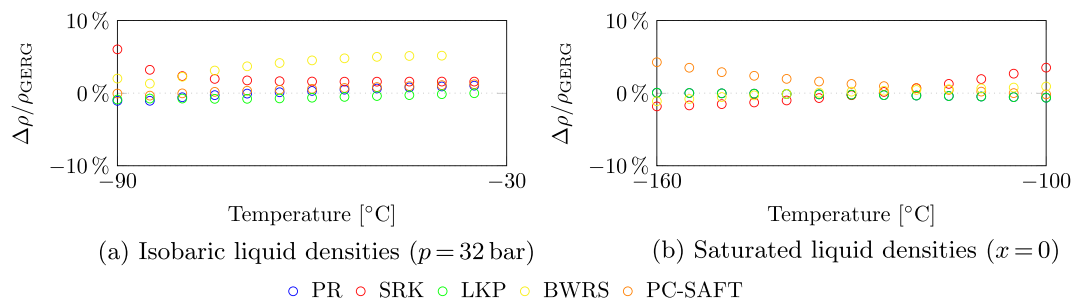 10 %
0 %
−10 %
Δρ/ρGERG
−90
−30
Temperature [°C]
(a) Isobaric liquid densities (p = 32 bar)
10 %
0 %
−10 %
Δρ/ρGERG
−160
−100
Temperature [°C]
(b) Saturated liquid densities (x = 0)
PR SRK LKP BWRS PC-SAFT